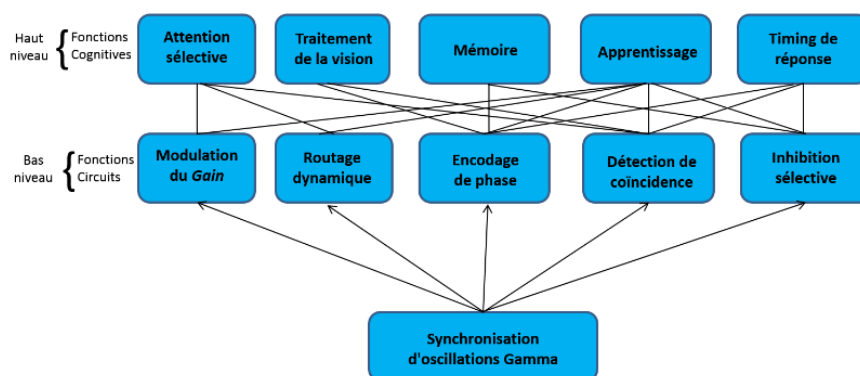 Haut
niveau
Fonctions
Cognitives
Attention
sélective
Traitement
de la vision
Mémoire
Apprentissage
Timing de
réponse
Bas
niveau
Fonctions
Circuits
Modulation
du Gain
Routage
dynamique
Encodage
de phase
Détection de
coïncidence
Inhibition
sélective
Synchronisation
d'oscillations Gamma